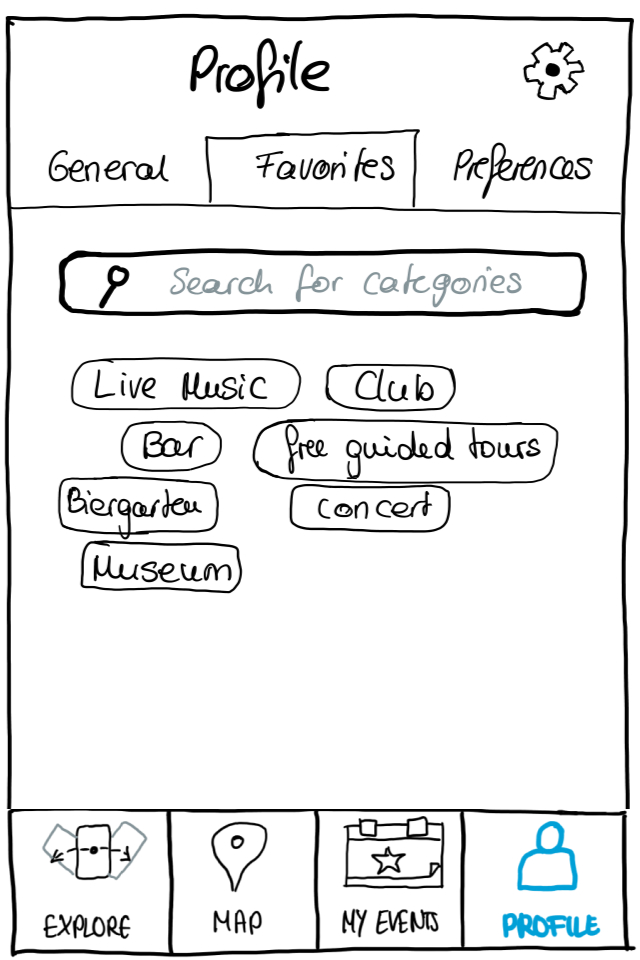 Profile
General Favorites Preferences
Search for categories
Live Music Club
Bar free guided tours
Biergarten concert
Museum
EXPLORE MAP MY EVENTS PROFILE